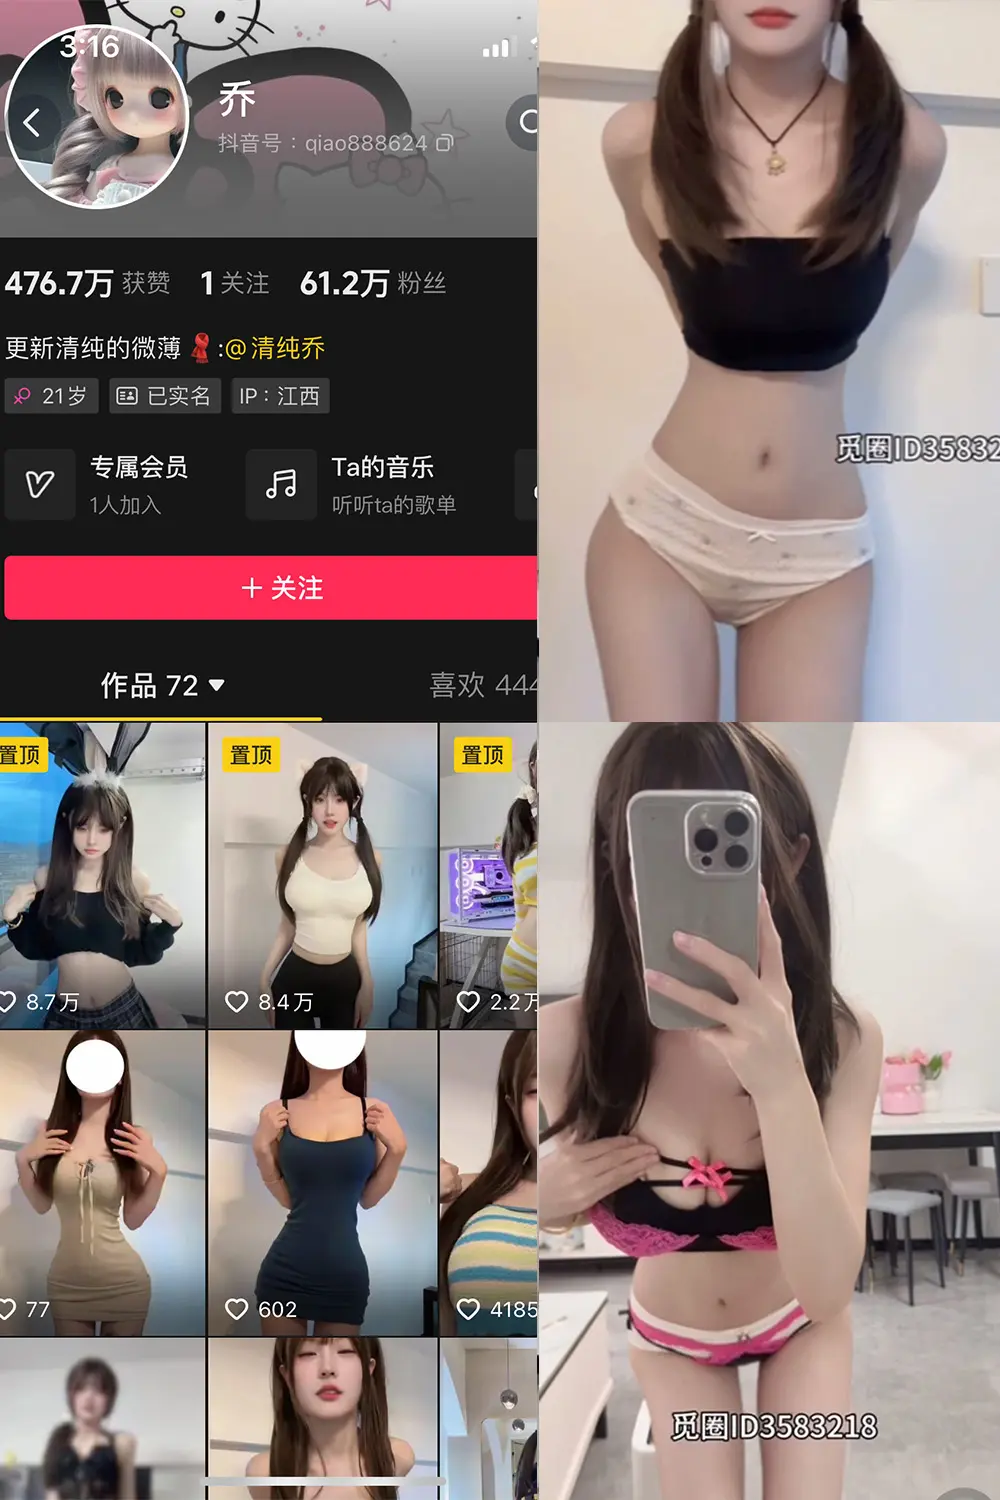 3:16
乔
抖音号：qiao888624
476.7万 获赞 1 关注 61.2万 粉丝
更新清纯的微薄 :@清纯乔
21岁 已实名 IP：江西
专属会员
1人加入
Ta的音乐
听听ta的歌单
+ 关注
作品 72 喜欢 444
置顶 置顶 置顶
8.7万 8.4万 2.2万
77 602 4185
觅圈ID35832
觅圈ID3583218